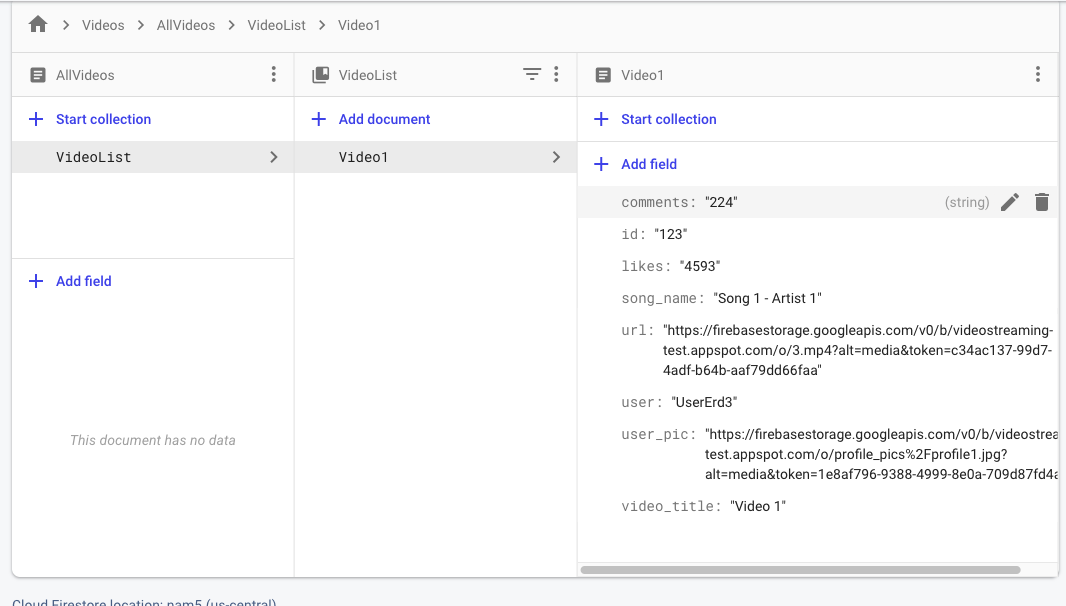 Videos > AllVideos > VideoList > Video1
AllVideos
VideoList
Video1
+ Start collection
+ Add document
+ Start collection
VideoList
Video1
+ Add field
comments: "224" (string)
id: "123"
likes: "4593"
song_name: "Song 1 - Artist 1"
url: "https://firebasestorage.googleapis.com/v0/b/videostreaming-
test.appspot.com/o/3.mp4?alt=media&token=c34ac137-99d7-
4adf-b64b-aaf79dd66faa"
user: "UserErd3"
user_pic: "https://firebasestorage.googleapis.com/v0/b/videostrea
test.appspot.com/o/profile_pics%2Fprofile1.jpg?
alt=media&token=1e8af796-9388-4999-8e0a-709d87fd4a
video_title: "Video 1"
+ Add field
This document has no data
Cloud Firestore location: nam5 (us-central)